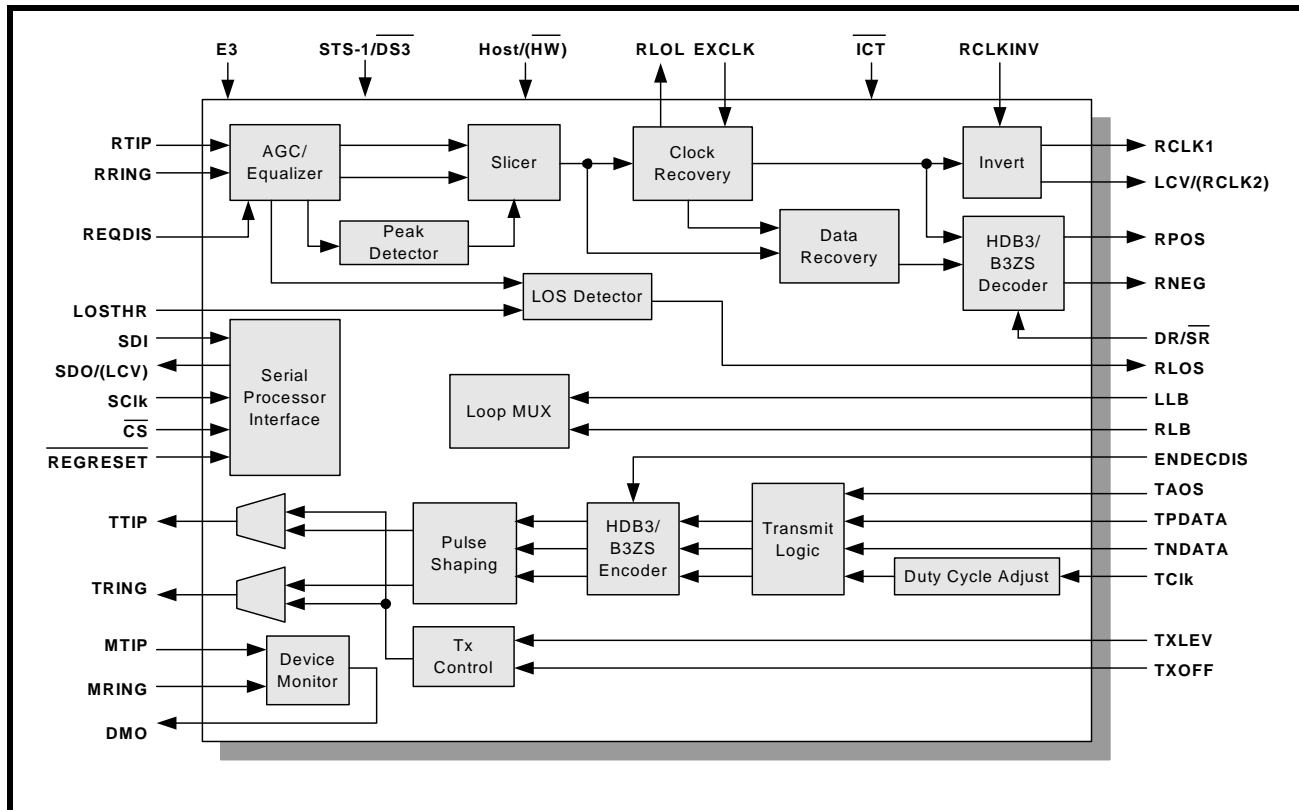 E3
STS-1/DS3
Host/(HW)
RLOL
EXCLK
ICT
RCLKINV
RTIP
RRING
REQDIS
LOSTHR
SDI
SDO/(LCV)
SClk
CS
REGRESET
TTIP
TRING
MTIP
MRING
DMO
AGC/
Equalizer
Slicer
Clock
Recovery
Invert
Peak
Detector
Data
Recovery
HDB3/
B3ZS
Decoder
LOS Detector
Serial
Processor
Interface
Loop MUX
Pulse
Shaping
HDB3/
B3ZS
Encoder
Transmit
Logic
Duty Cycle Adjust
Tx
Control
Device
Monitor
RCLK1
LCV/(RCLK2)
RPOS
RNEG
DR/SR
RLOS
LLB
RLB
ENDECDIS
TAOS
TPDATA
TNDATA
TClk
TXLEV
TXOFF